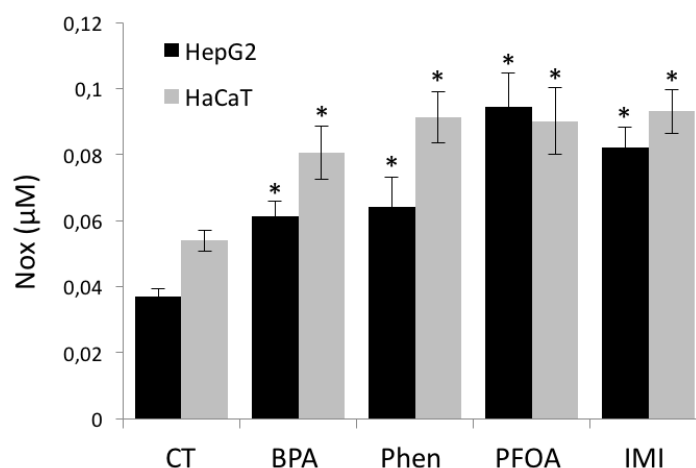 Nox (µM)
0,12
0,1
0,08
0,06
0,04
0,02
0
HepG2
HaCaT
* * * * * * * *
CT BPA Phen PFOA IMI